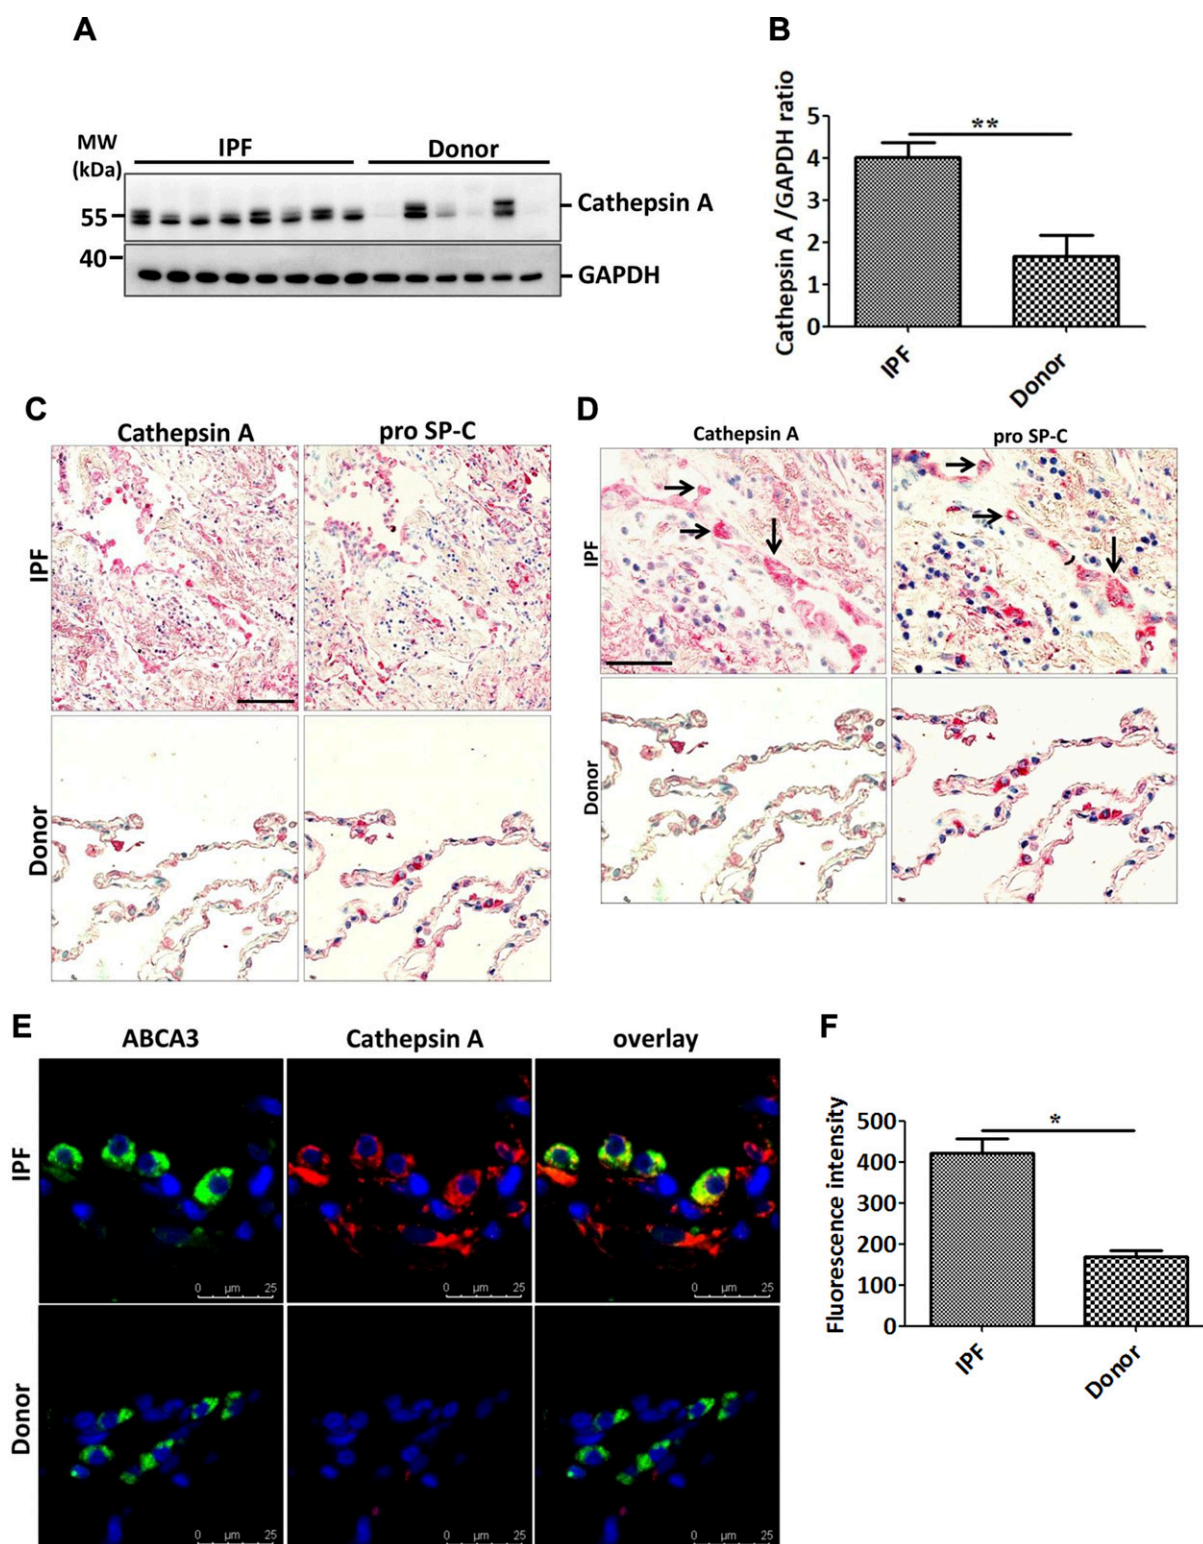 A
MW
(kDa)
IPF
Donor
55
40
Cathepsin A
GAPDH
B
Cathepsin A /GAPDH ratio
5
4
3
2
1
0
**
IPF
Donor
C
Cathepsin A
pro SP-C
IPF
Donor
D
Cathepsin A
pro SP-C
IPF
Donor
E
ABCA3
Cathepsin A
overlay
IPF
0 µm 25
0 µm 25
0 µm 25
Donor
0 µm 25
0 µm 25
0 µm 25
F
Fluorescence intensity
500
400
300
200
100
0
*
IPF
Donor